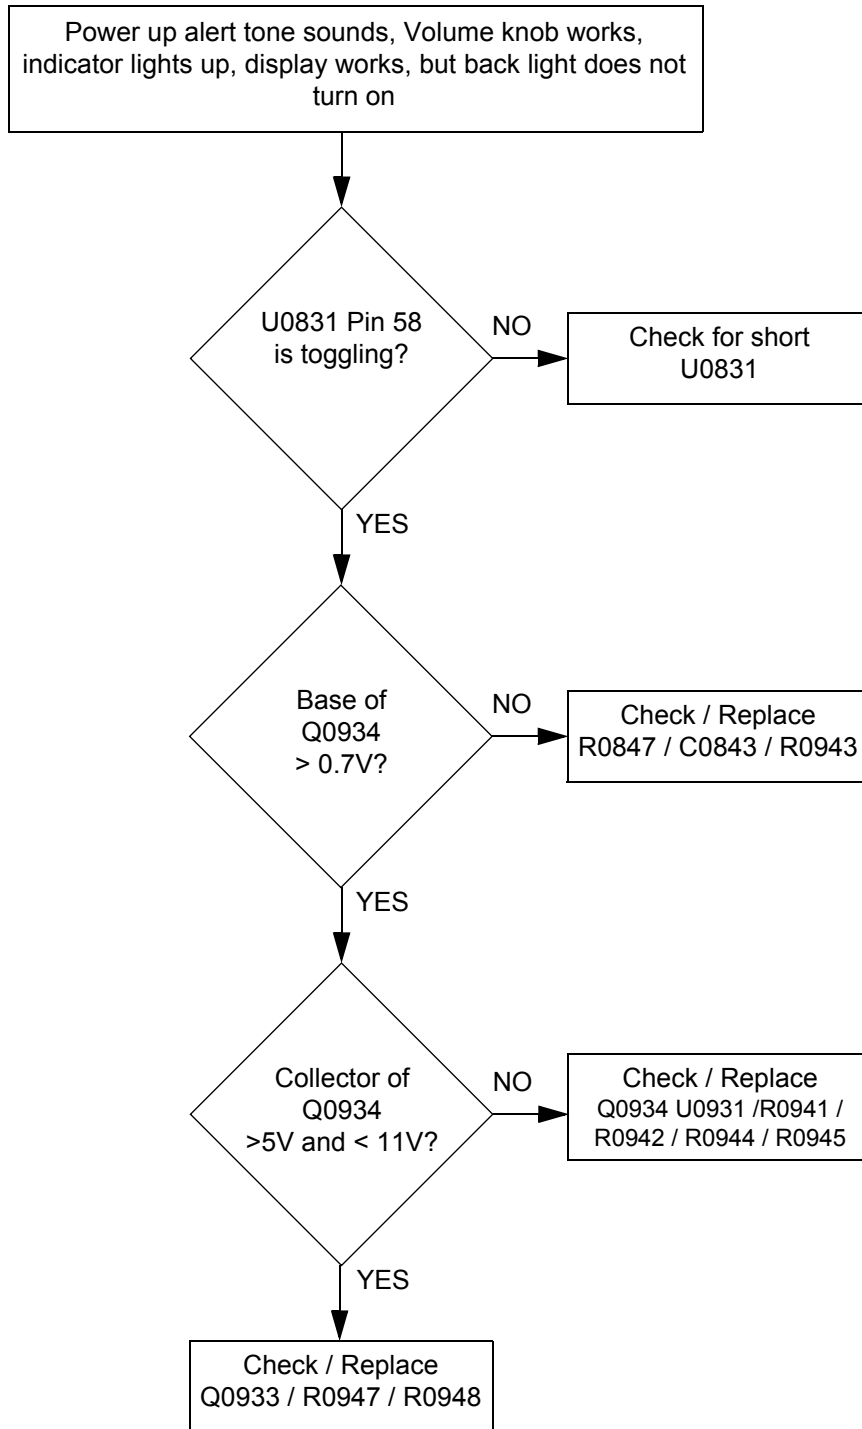 Power up alert tone sounds, Volume knob works,
indicator lights up, display works, but back light does not
turn on
U0831 Pin 58
is toggling?
NO
Check for short
U0831
YES
Base of
Q0934
> 0.7V?
NO
Check / Replace
R0847 / C0843 / R0943
YES
Collector of
Q0934
>5V and < 11V?
NO
Check / Replace
Q0934 U0931 /R0941 /
R0942 / R0944 / R0945
YES
Check / Replace
Q0933 / R0947 / R0948